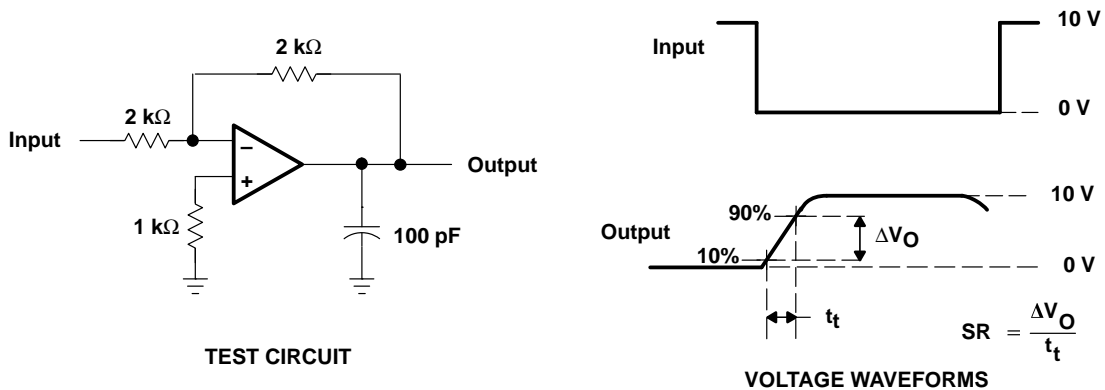 2 kΩ
2 kΩ
Input
−
+
Output
1 kΩ
100 pF
TEST CIRCUIT
Input
10 V
0 V
10 V
90%
ΔVO
Output
10%
0 V
tt
SR = ΔVO
tt
VOLTAGE WAVEFORMS